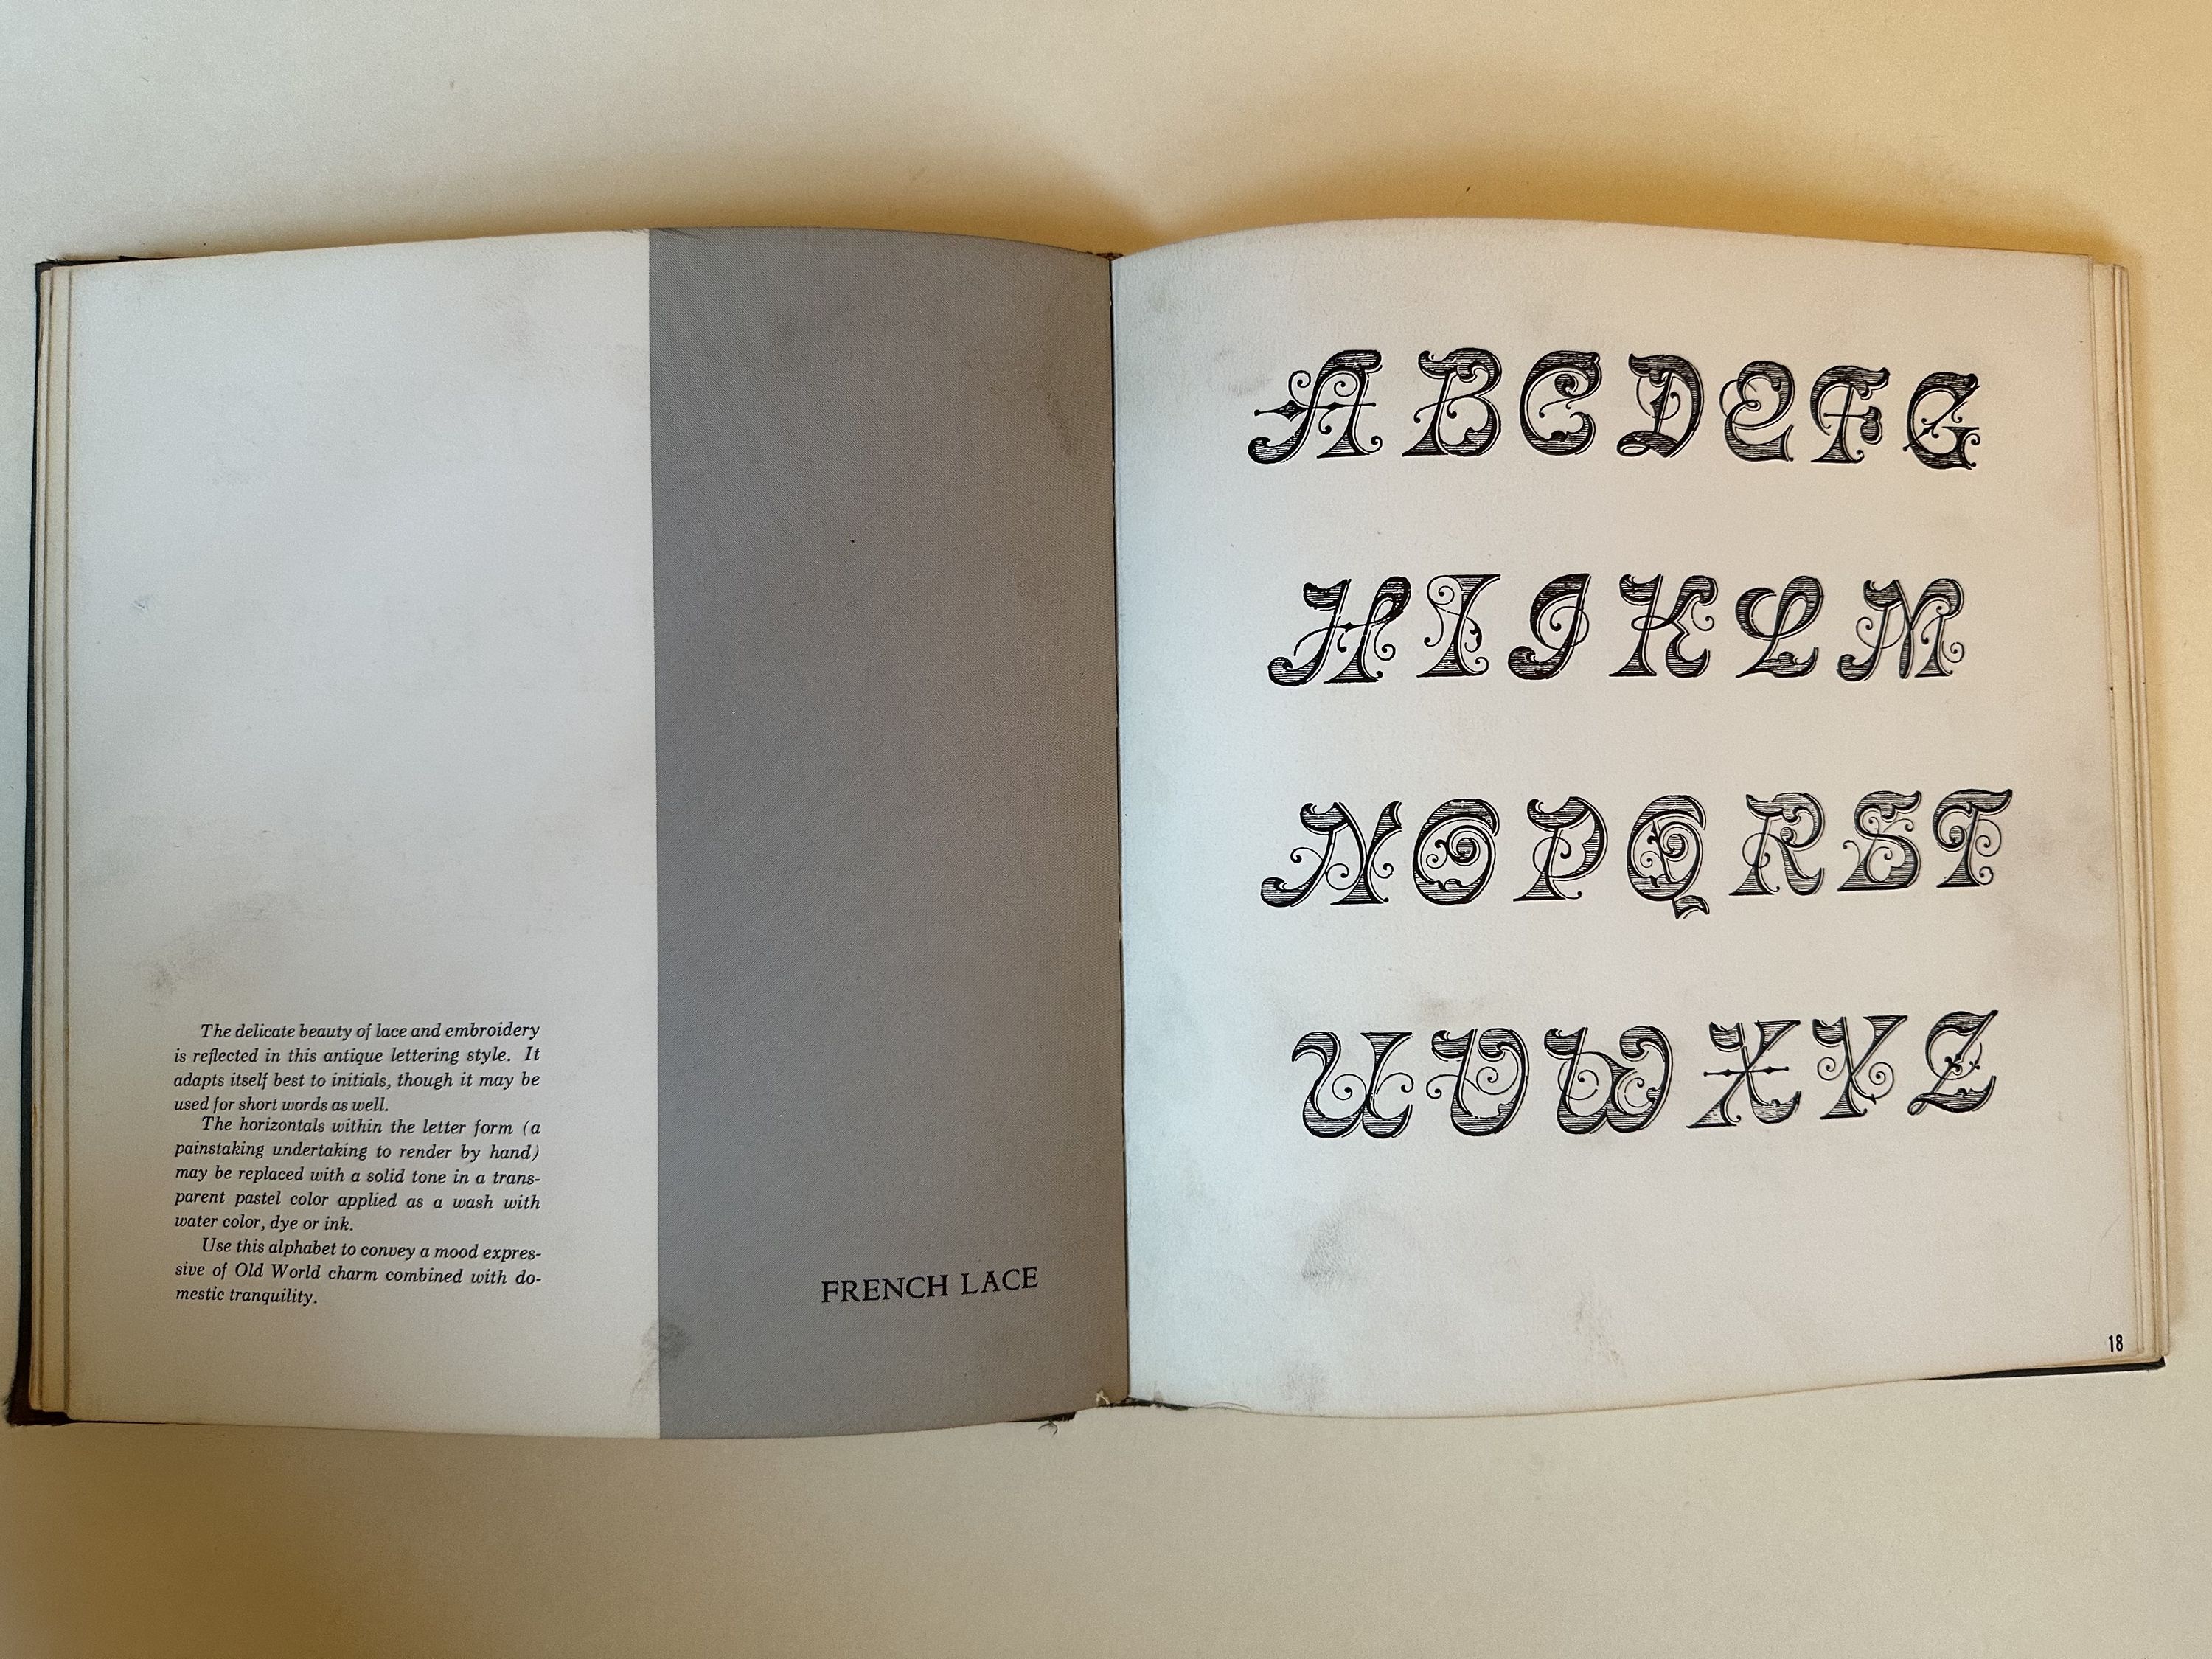 The delicate beauty of lace and embroidery
is reflected in this antique lettering style. It
adapts itself best to initials, though it may be
used for short words as well.
The horizontals within the letter form (a
painstaking undertaking to render by hand)
may be replaced with a solid tone in a trans-
parent pastel color applied as a wash with
water color, dye or ink.
Use this alphabet to convey a mood expres-
sive of Old World charm combined with do-
mestic tranquility.
FRENCH LACE
A B C D E F G
H I J K L M
N O P Q R S T
U V W X Y Z
18